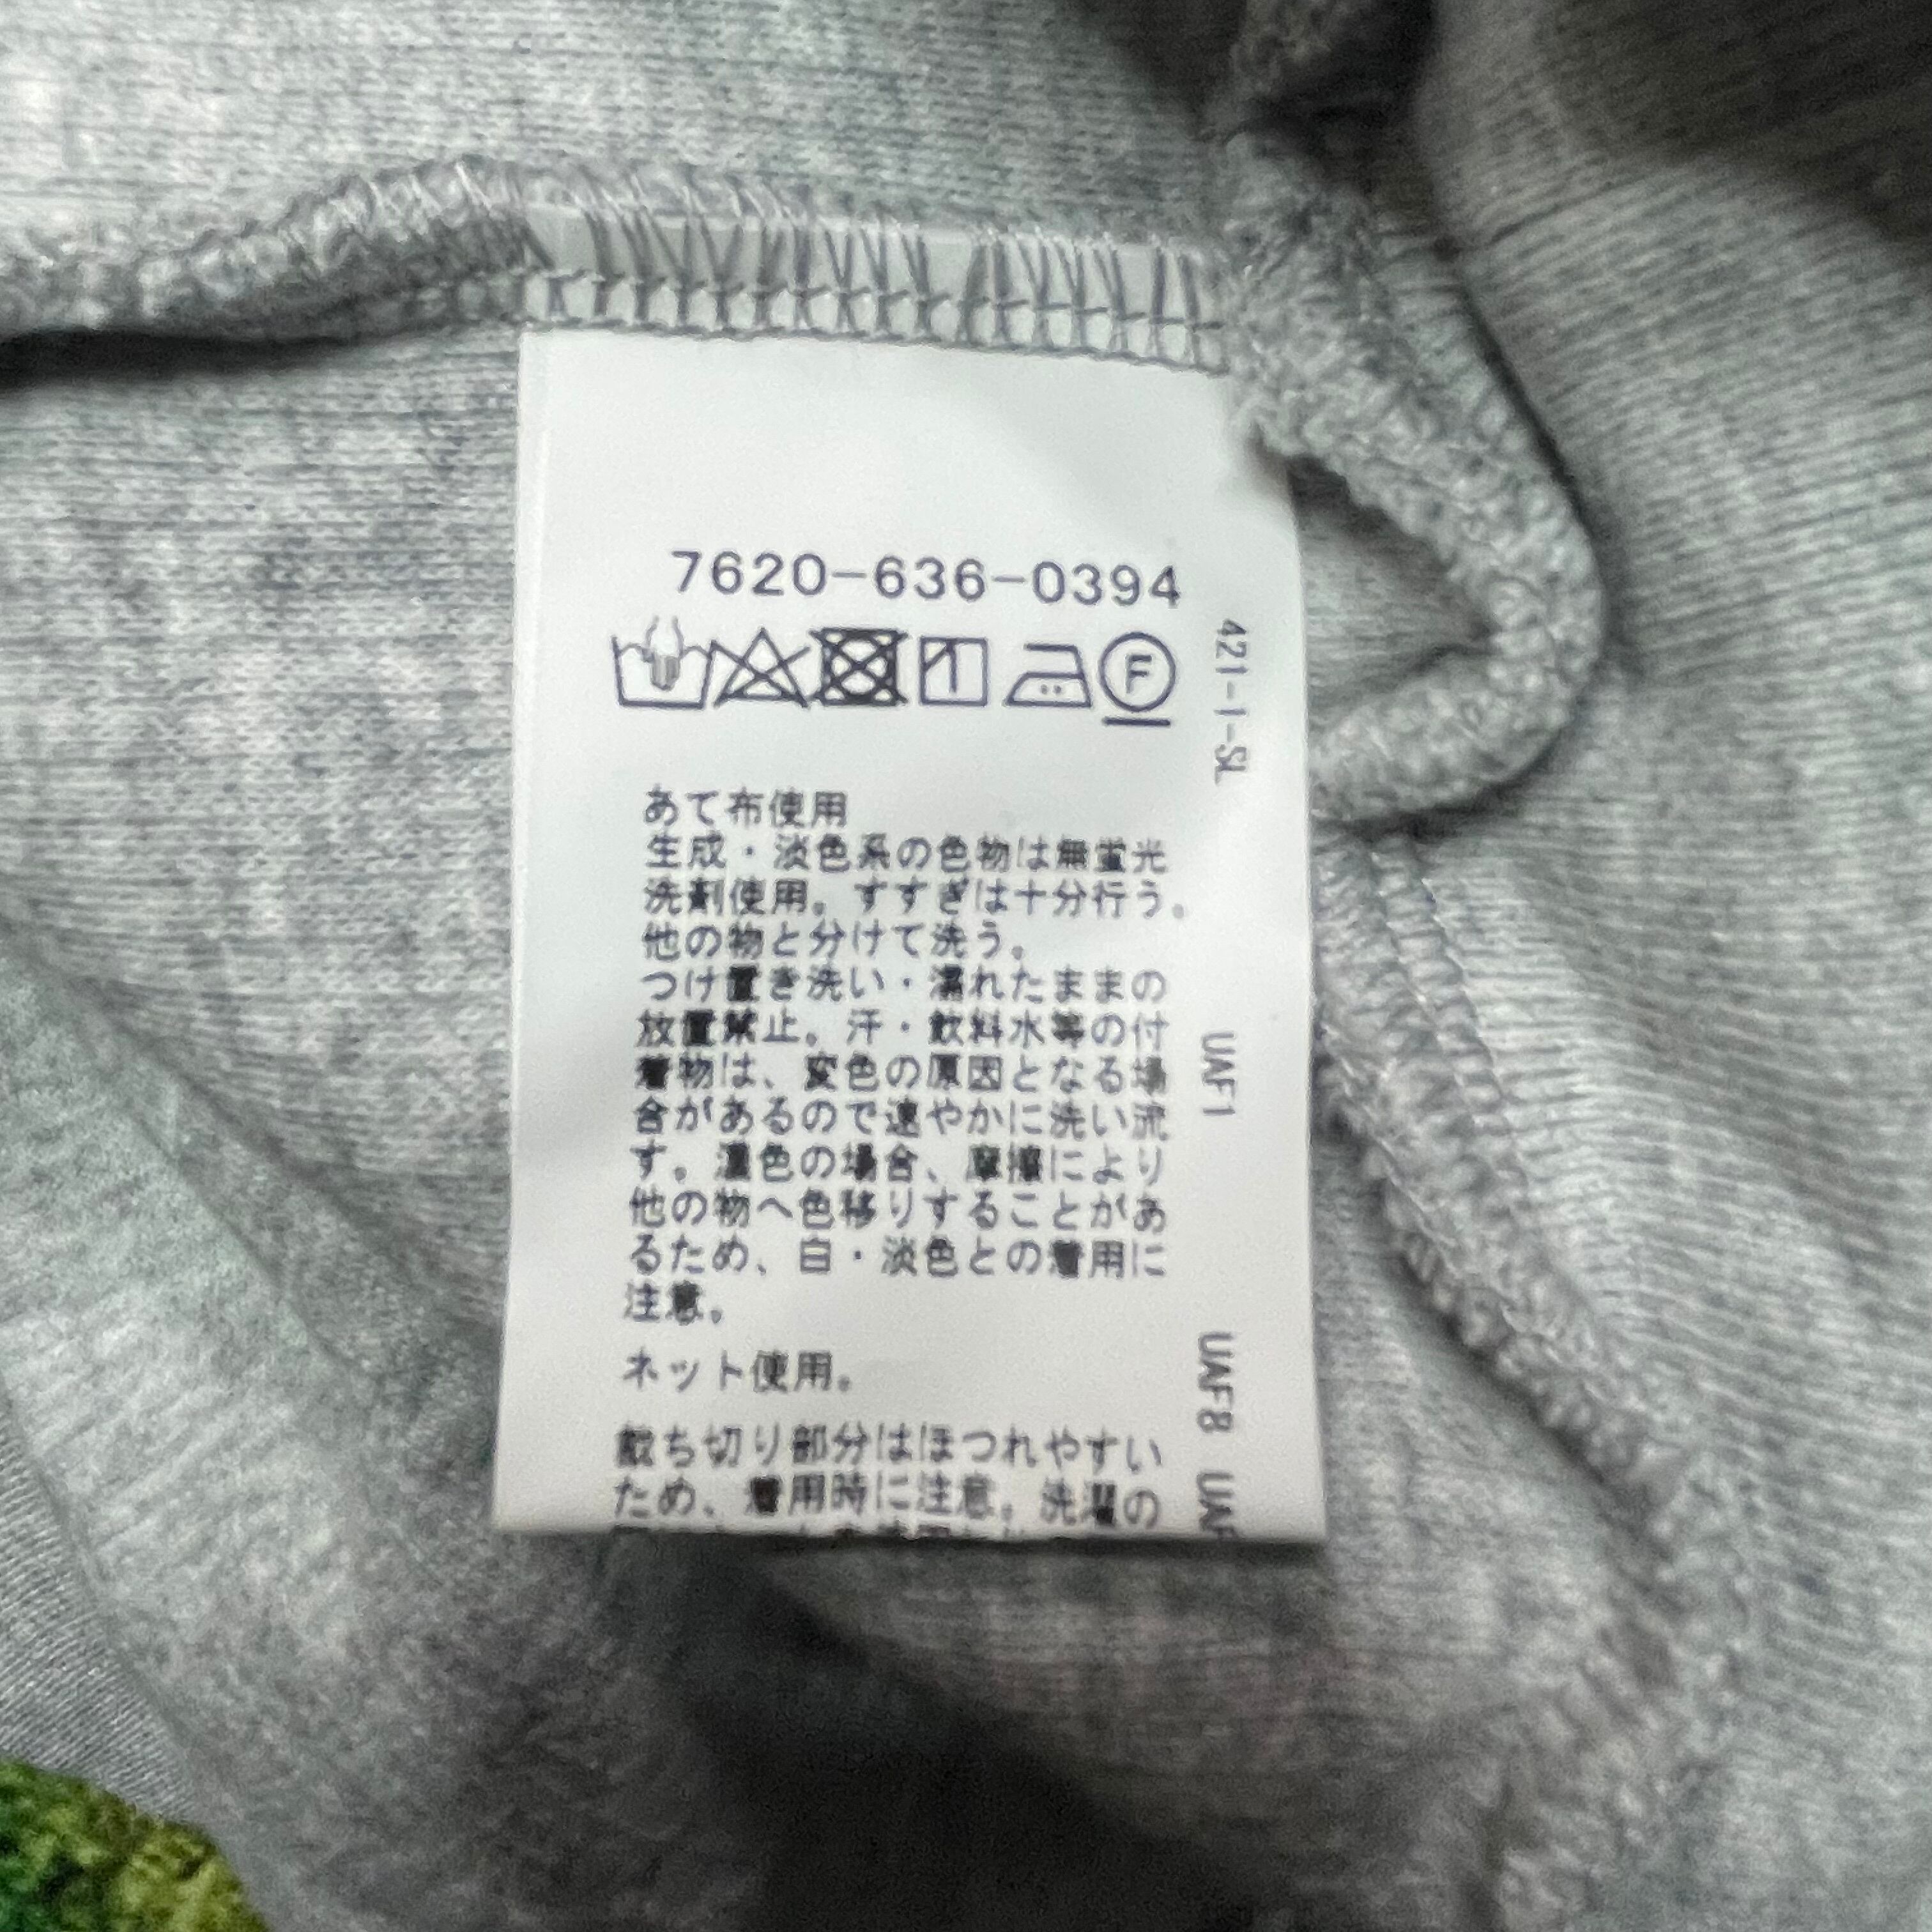 7620-636-0394
F
あて布使用
生成・淡色系の色物は無蛍光
洗剤使用。すすぎは十分行う。
他の物と分けて洗う。
つけ置き洗い・濡れたままの
放置禁止。汗・飲料水等の付
着物は、変色の原因となる場
合があるので速やかに洗い流
す。濃色の場合、摩擦により
他の物へ色移りすることがあ
るため、白・淡色との着用に
注意。
ネット使用。
裁ち切り部分はほつれやすい
ため、着用時に注意。洗濯の
421-1-SL
UAF1
UAF8